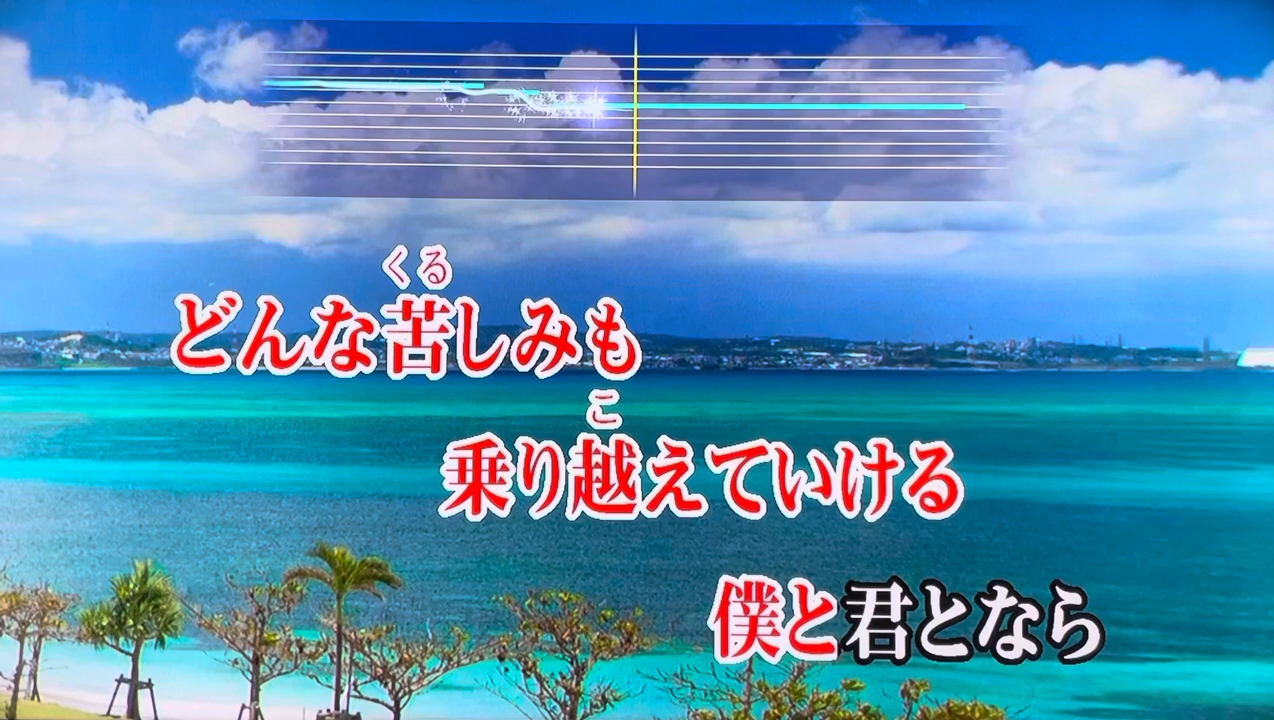 くる
どんな苦しみも
こ
乗り越えていける
僕と君となら